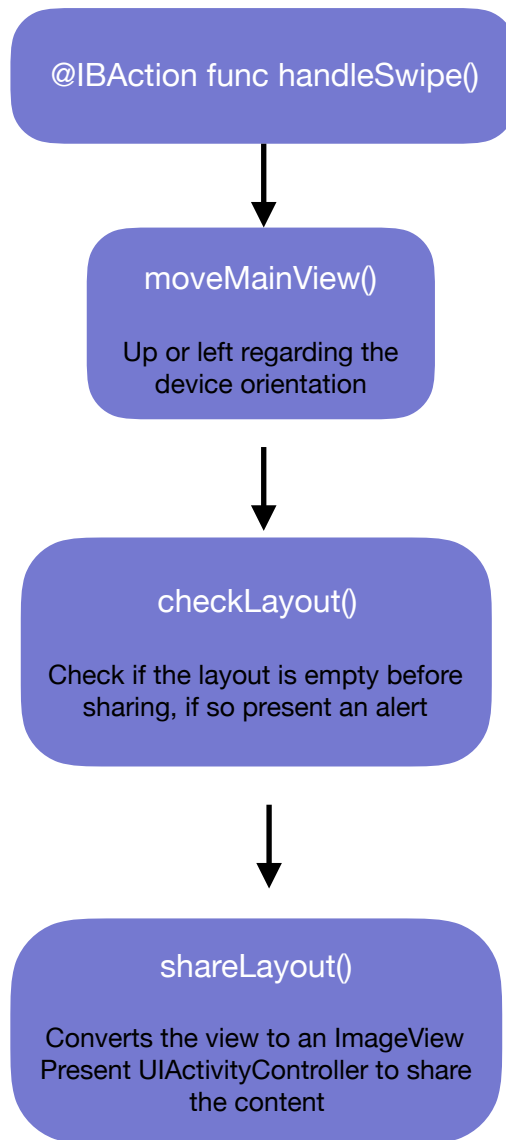 @IBAction func handleSwipe()
moveMainView()
Up or left regarding the
device orientation
checkLayout()
Check if the layout is empty before
sharing, if so present an alert
shareLayout()
Converts the view to an ImageView
Present UIActivityController to share
the content